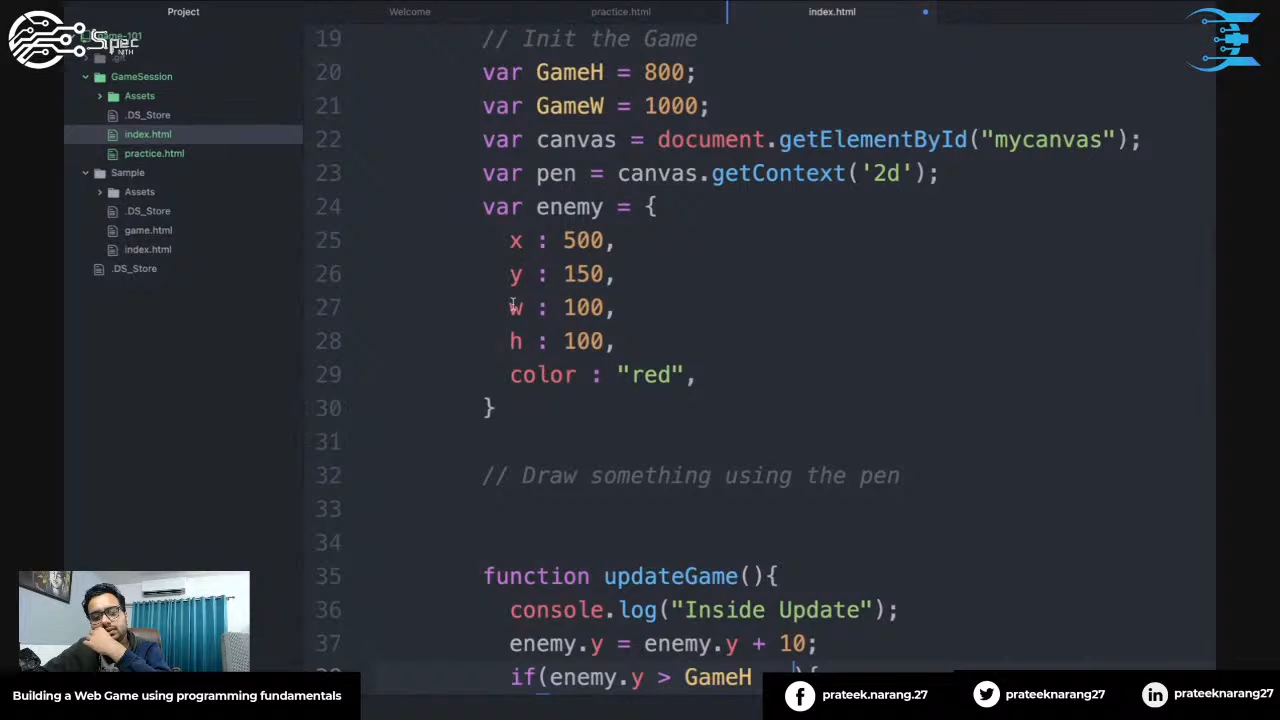 Project
Welcome
practice.html
index.html
Spec
NITH
game-101
.git
GameSession
Assets
.DS_Store
index.html
practice.html
Sample
Assets
.DS_Store
game.html
index.html
.DS_Store
19 // Init the Game
20 var GameH = 800;
21 var GameW = 1000;
22 var canvas = document.getElementById("mycanvas");
23 var pen = canvas.getContext('2d');
24 var enemy = {
25 x : 500,
26 y : 150,
27 w : 100,
28 h : 100,
29 color : "red",
30 }
31
32 // Draw something using the pen
33
34
35 function updateGame(){
36 console.log("Inside Update");
37 enemy.y = enemy.y + 10;
if(enemy.y > GameH
Building a Web Game using programming fundamentals
prateek.narang.27
prateeknarang27
prateeknarang27